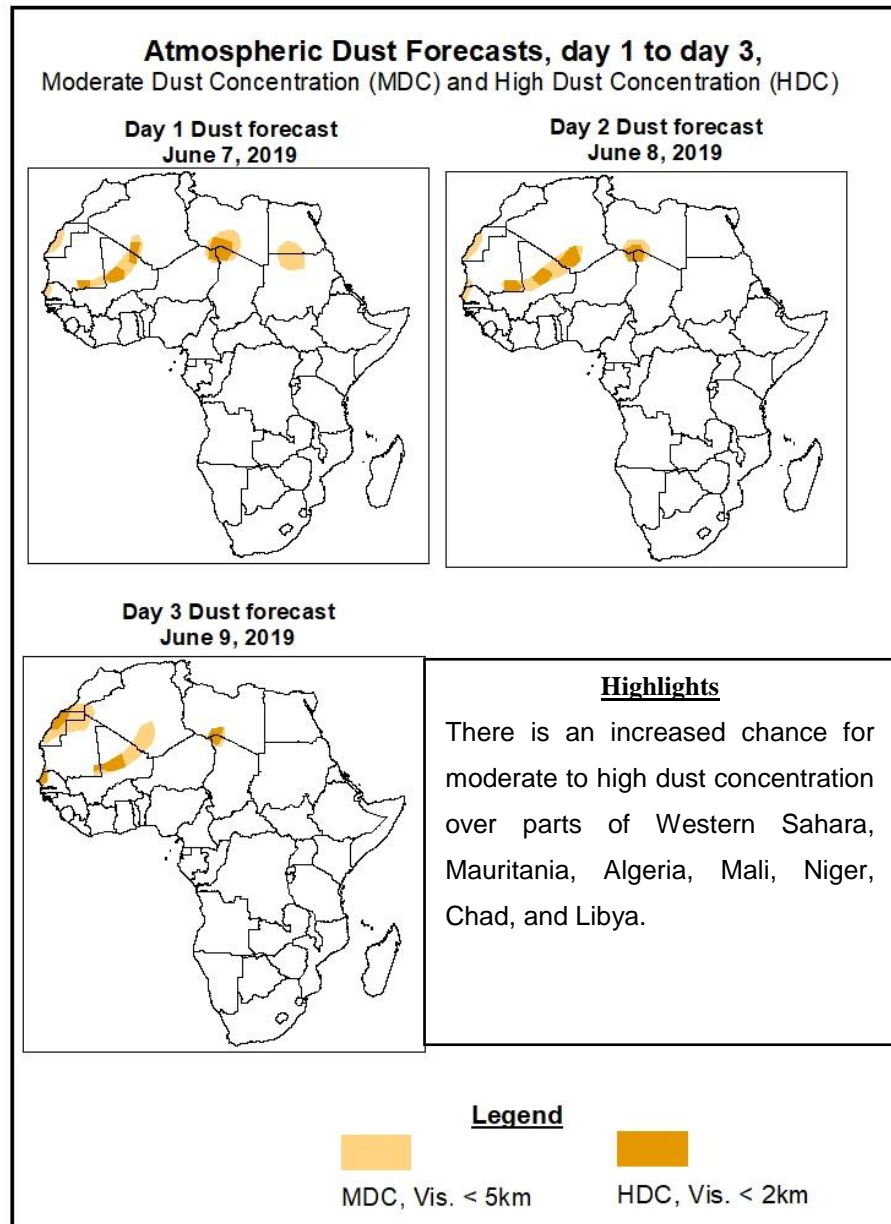 Atmospheric Dust Forecasts, day 1 to day 3,
Moderate Dust Concentration (MDC) and High Dust Concentration (HDC)
Day 1 Dust forecast
June 7, 2019
Day 2 Dust forecast
June 8, 2019
Day 3 Dust forecast
June 9, 2019
Highlights
There is an increased chance for
moderate to high dust concentration
over parts of Western Sahara,
Mauritania, Algeria, Mali, Niger,
Chad, and Libya.
Legend
MDC, Vis. < 5km
HDC, Vis. < 2km